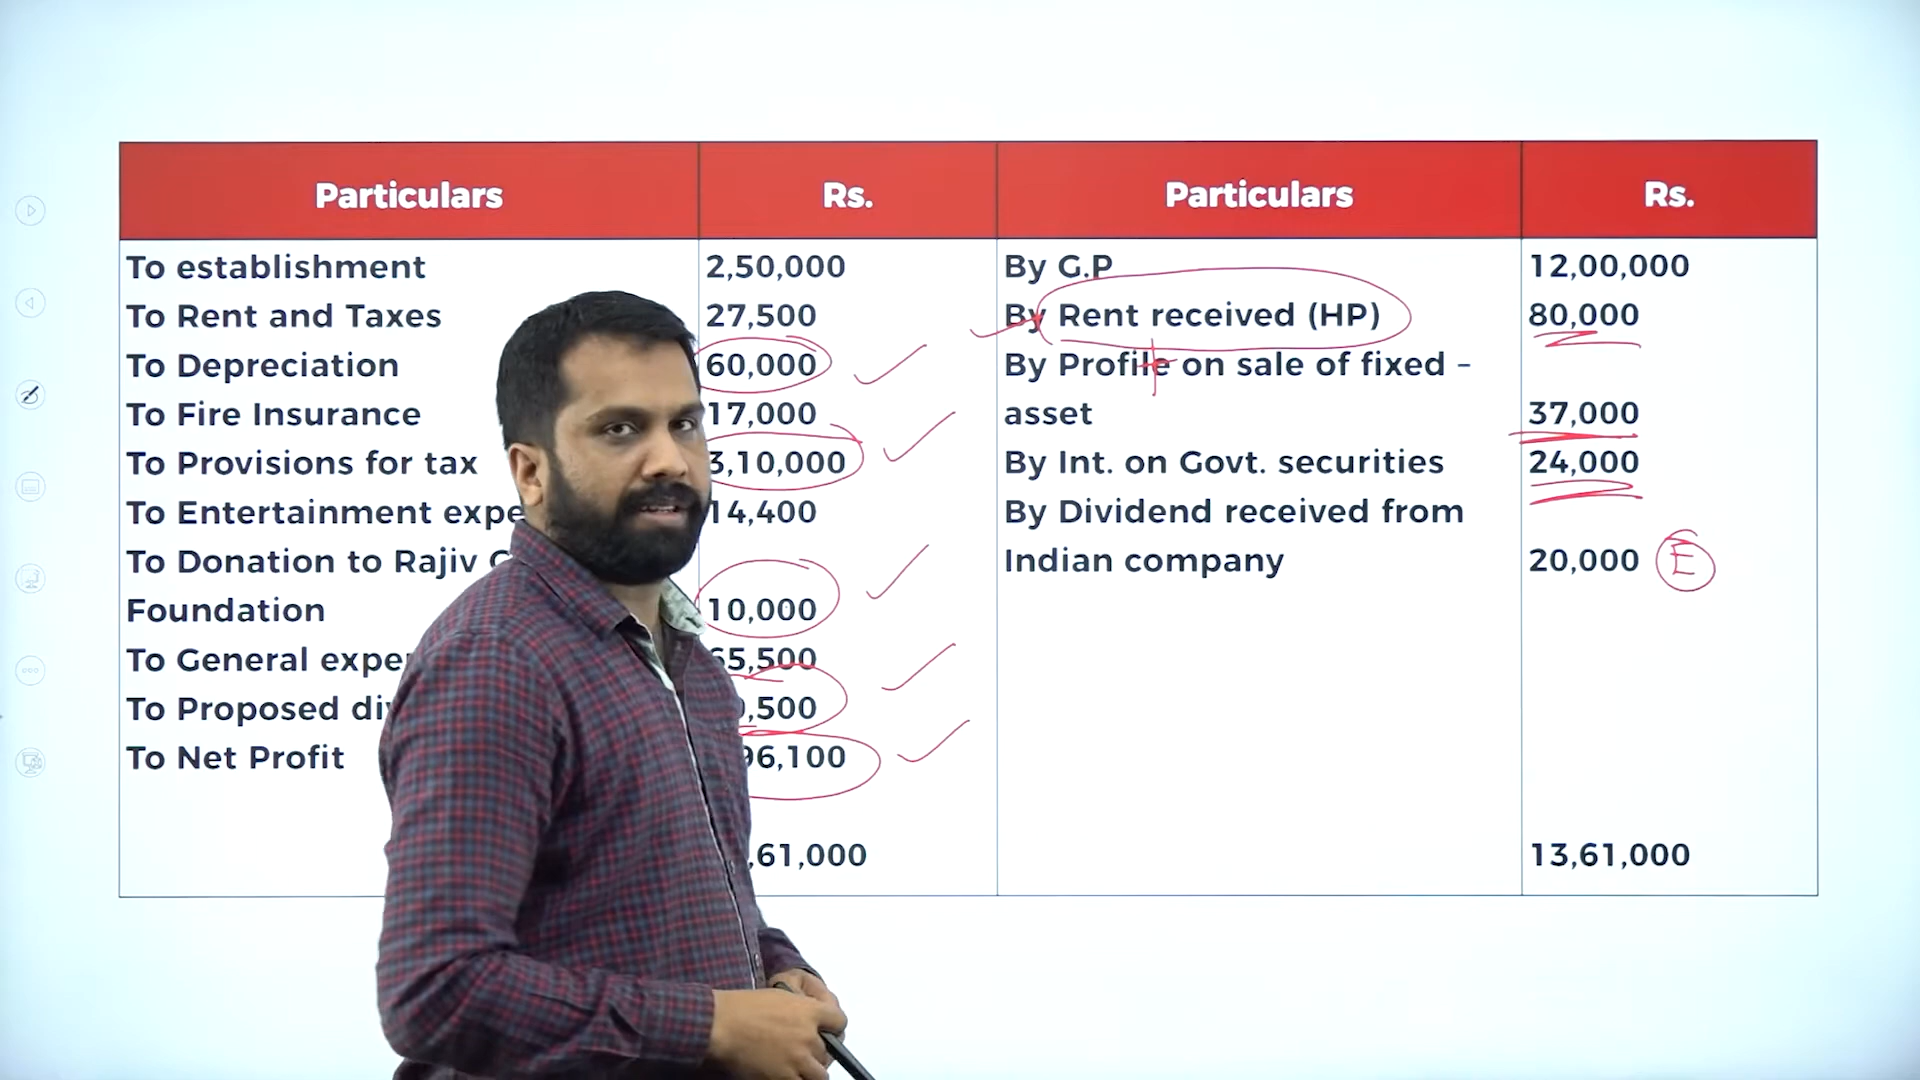 Particulars Rs. Particulars Rs.
To establishment 2,50,000 By G.P 12,00,000
To Rent and Taxes 27,500 By Rent received (HP) 80,000
To Depreciation 60,000 By Profit on sale of fixed –
To Fire Insurance 17,000 asset 37,000
To Provisions for tax 3,10,000 By Int. on Govt. securities 24,000
To Entertainment 14,400 By Dividend received from
To Donation to Rajiv Indian company 20,000 E
Foundation 10,000
To General 65,500
To Proposed ,500
To Net Profit 96,100
,61,000 13,61,000